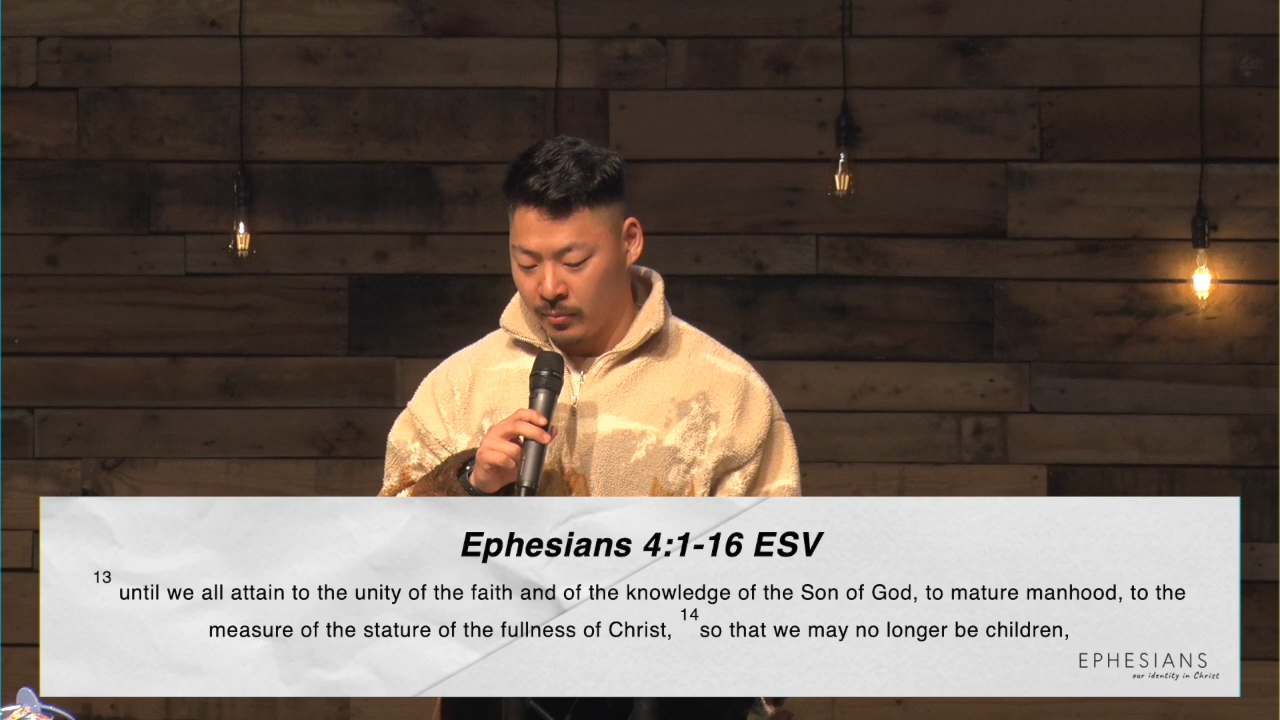 Ephesians 4:1-16 ESV
13 until we all attain to the unity of the faith and of the knowledge of the Son of God, to mature manhood, to the
measure of the stature of the fullness of Christ, 14 so that we may no longer be children,
EPHESIANS
our identity in Christ